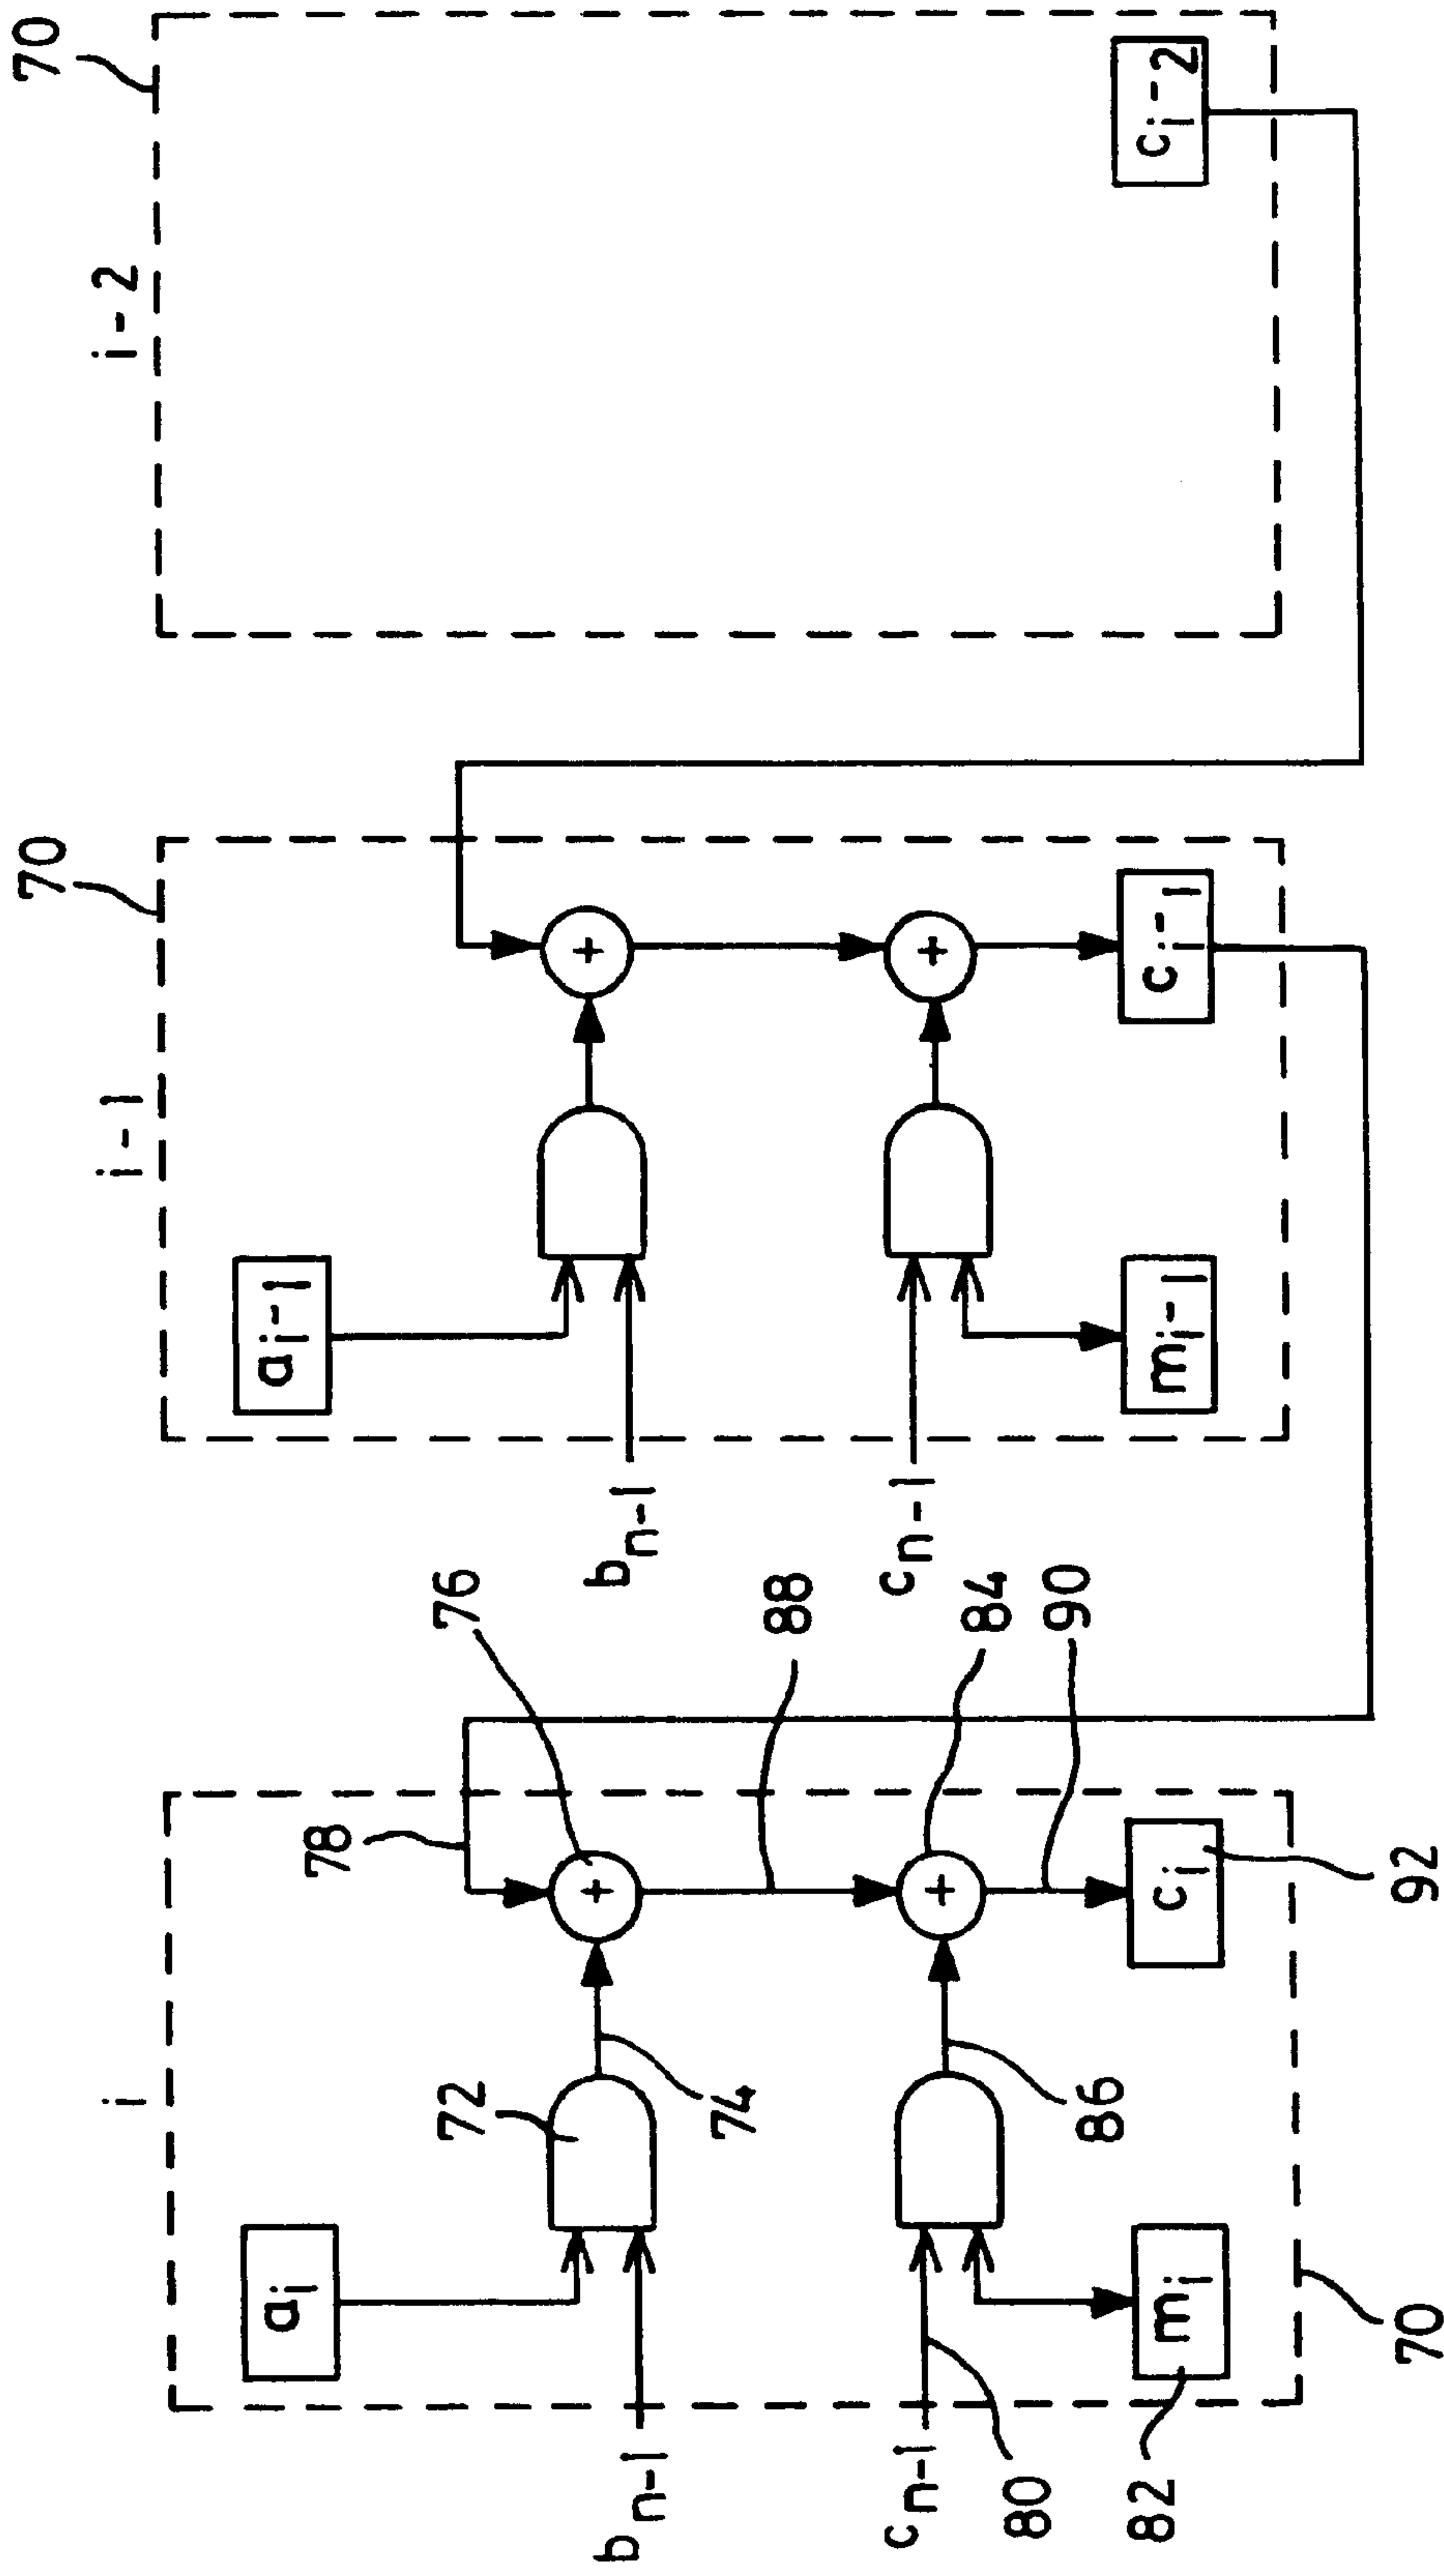 i
i-1
i-2
70
70
70
a_i
a_{i-1}
72
74
76
78
b_{n-1}
b_{n-1}
+
+
88
c_{n-1}
c_{n-1}
80
84
86
+
+
90
m_i
82
c_i
92
m_{i-1}
c_{i-1}
c_{i-2}